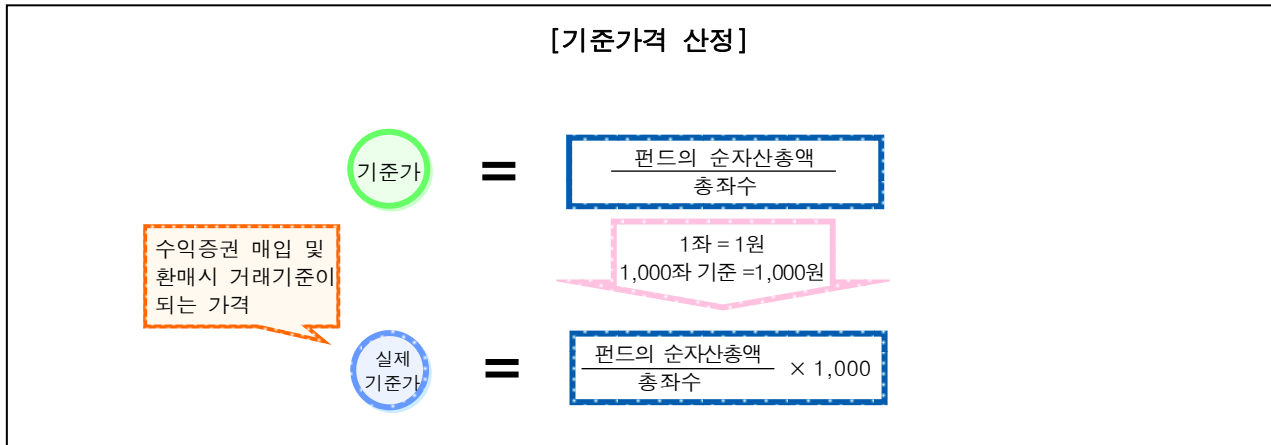 [기준가격 산정]
기준가
=
펀드의 순자산총액
총좌수
1좌 = 1원
1,000좌 기준 =1,000원
수익증권 매입 및
환매시 거래기준이
되는 가격
실제
기준가
=
펀드의 순자산총액
총좌수
× 1,000